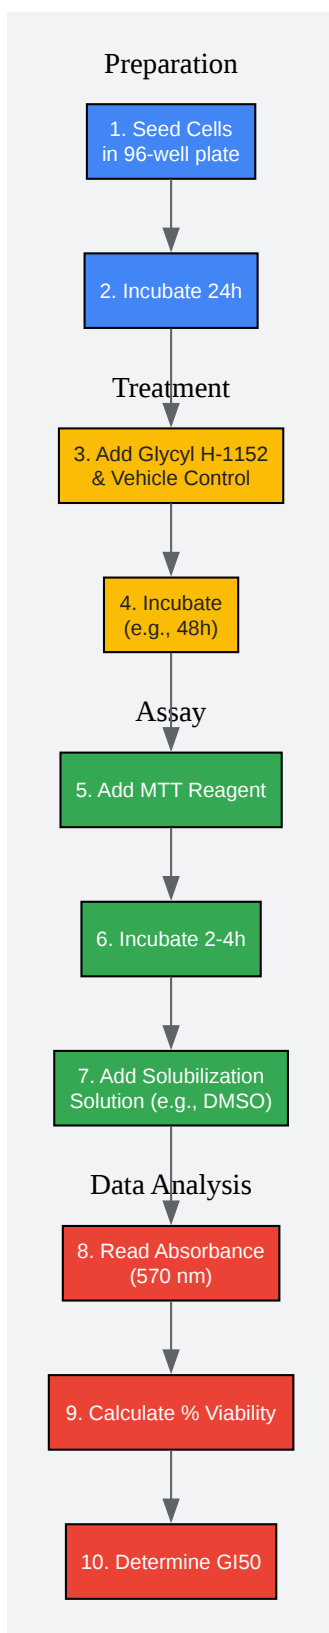 Preparation
1. Seed Cells
in 96-well plate
2. Incubate 24h
Treatment
3. Add Glycyl H-1152
& Vehicle Control
4. Incubate
(e.g., 48h)
Assay
5. Add MTT Reagent
6. Incubate 2-4h
7. Add Solubilization
Solution (e.g., DMSO)
Data Analysis
8. Read Absorbance
(570 nm)
9. Calculate % Viability
10. Determine GI50